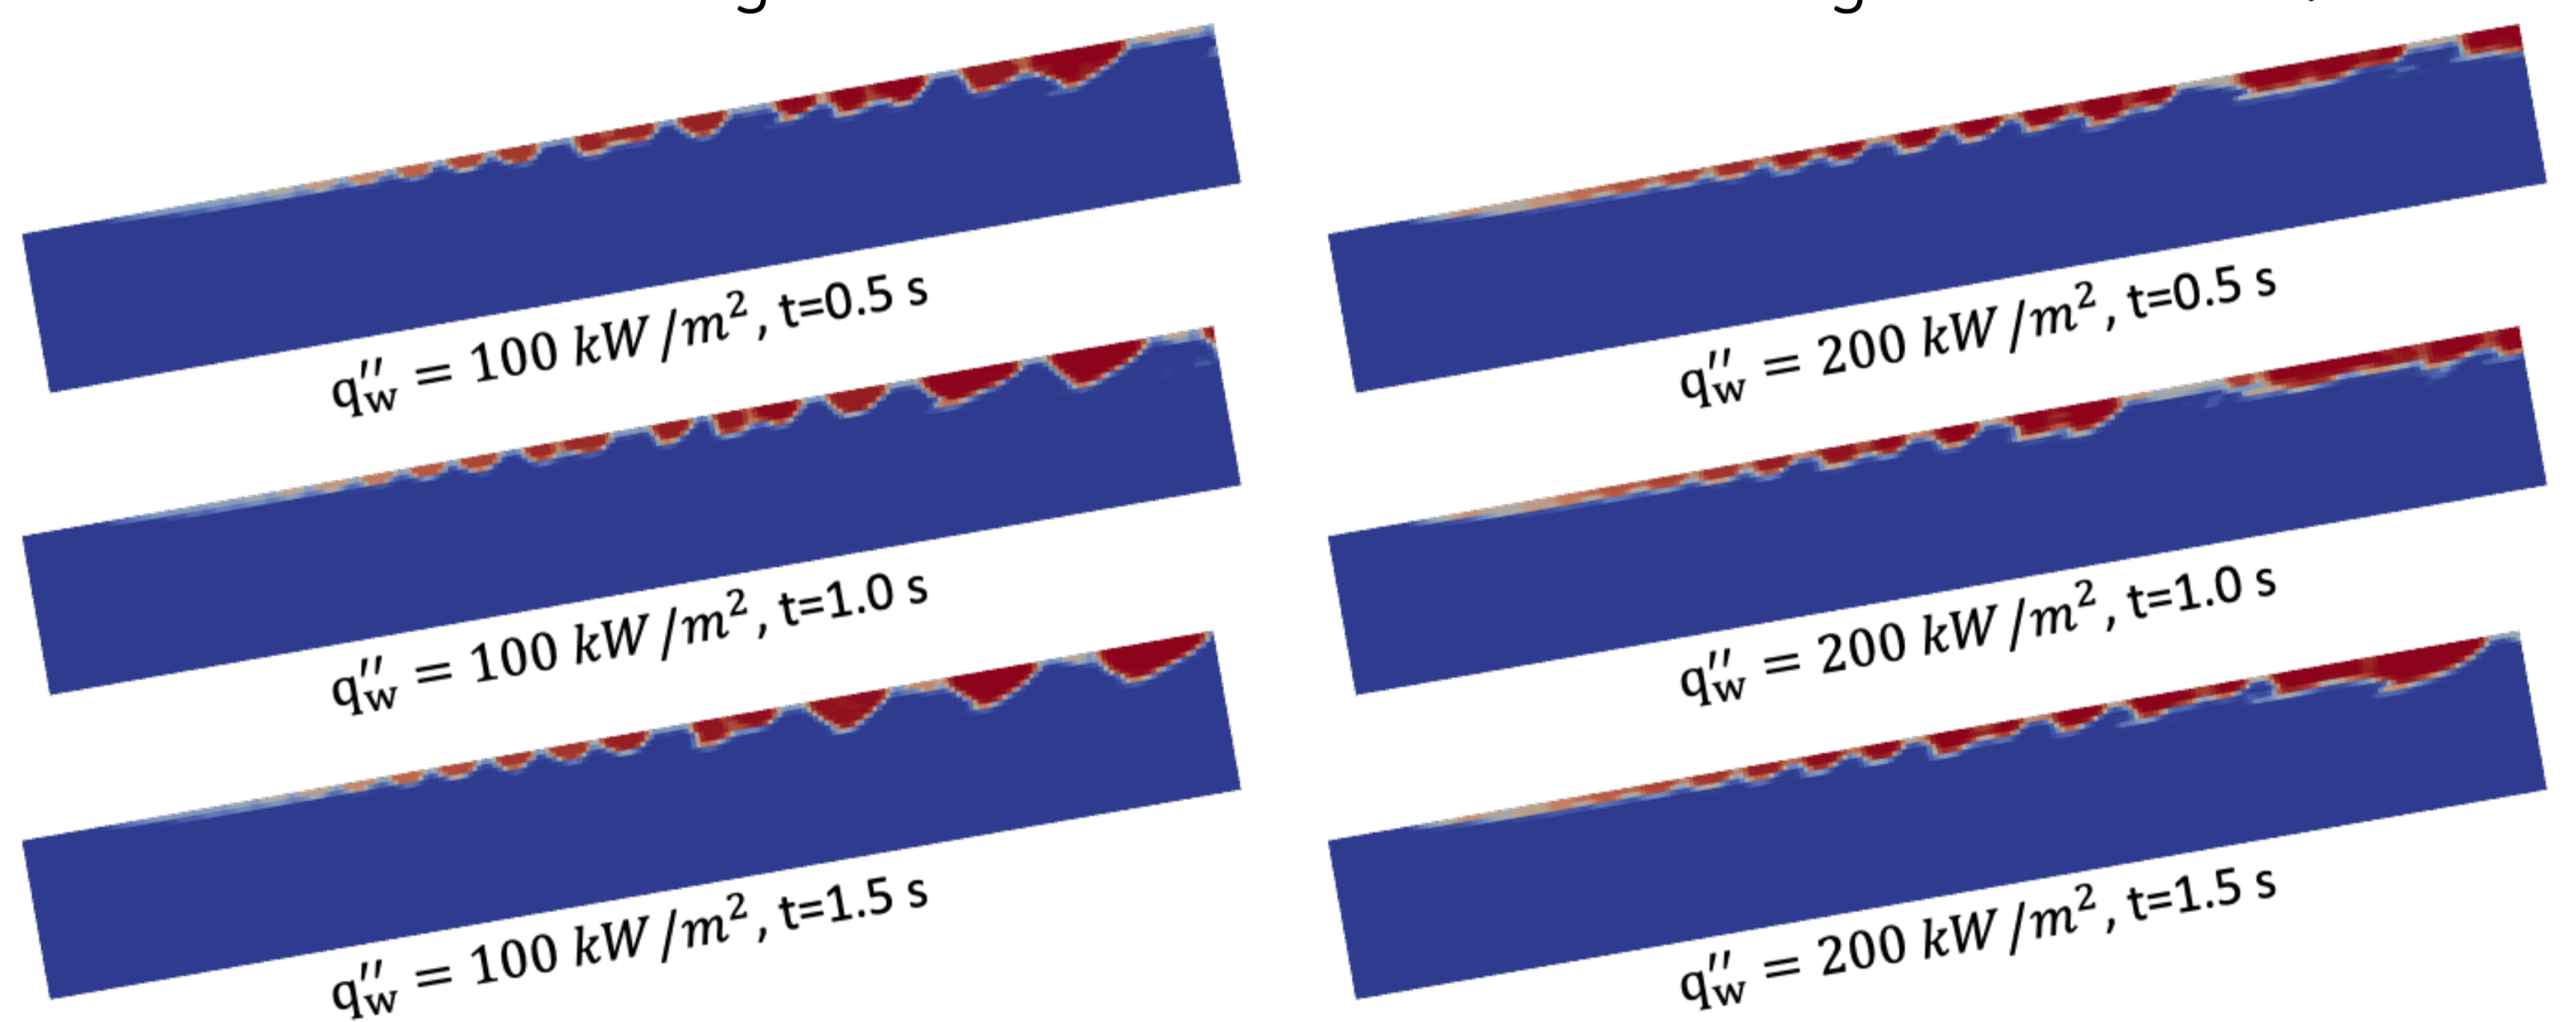 q″w = 100 kW/m², t=0.5 s
q″w = 200 kW/m², t=0.5 s
q″w = 100 kW/m², t=1.0 s
q″w = 200 kW/m², t=1.0 s
q″w = 100 kW/m², t=1.5 s
q″w = 200 kW/m², t=1.5 s